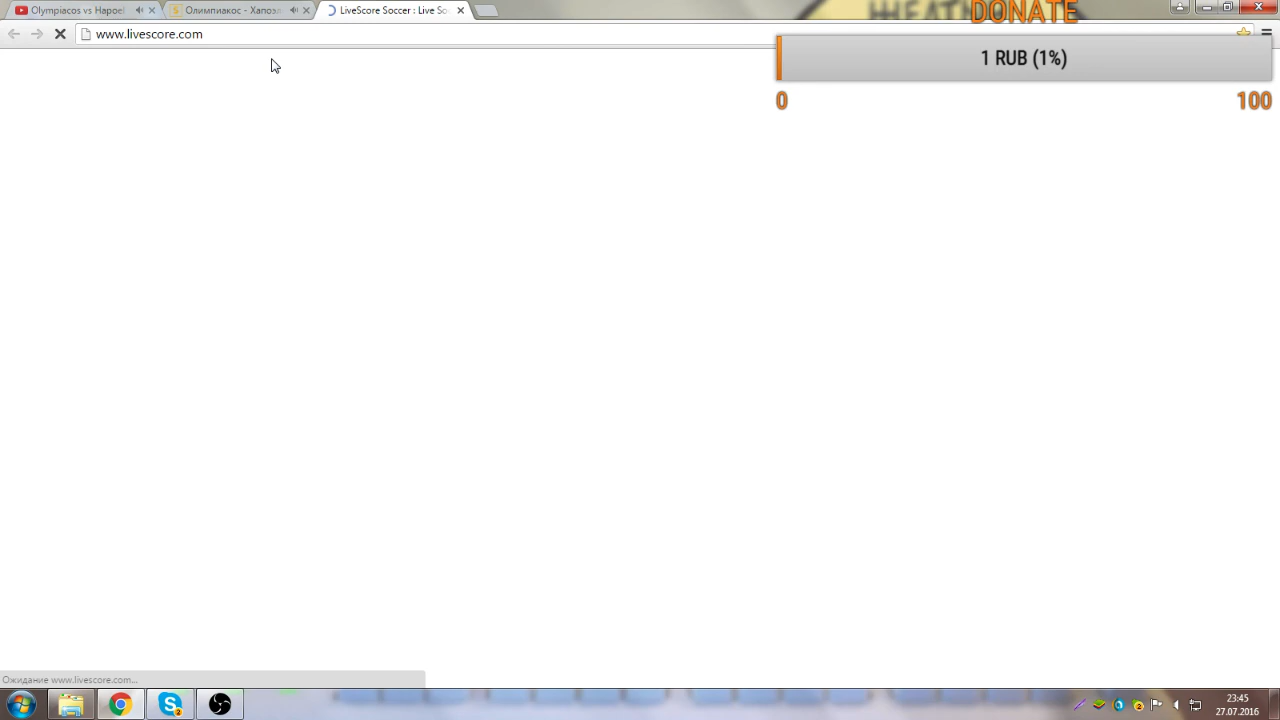 Olympiacos vs Hapoel
Олимпиакос - Хапоэ
LiveScore Soccer : Live So
DONATE
www.livescore.com
1 RUB (1%)
0
100
Ожидание www.livescore.com...
23:45
27.07.2016